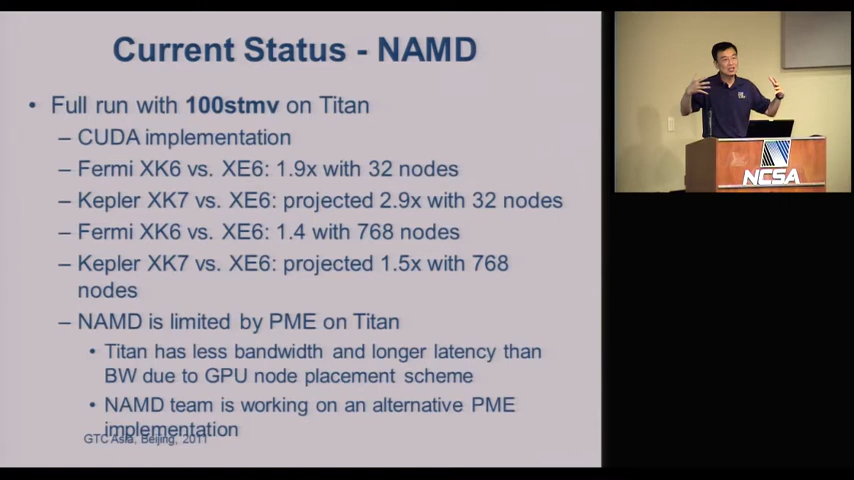 Current Status - NAMD
• Full run with 100stmv on Titan
– CUDA implementation
– Fermi XK6 vs. XE6: 1.9x with 32 nodes
– Kepler XK7 vs. XE6: projected 2.9x with 32 nodes
– Fermi XK6 vs. XE6: 1.4 with 768 nodes
– Kepler XK7 vs. XE6: projected 1.5x with 768
nodes
– NAMD is limited by PME on Titan
• Titan has less bandwidth and longer latency than
BW due to GPU node placement scheme
• NAMD team is working on an alternative PME
implementation
GTC Asia, Beijing, 2011
NCSA